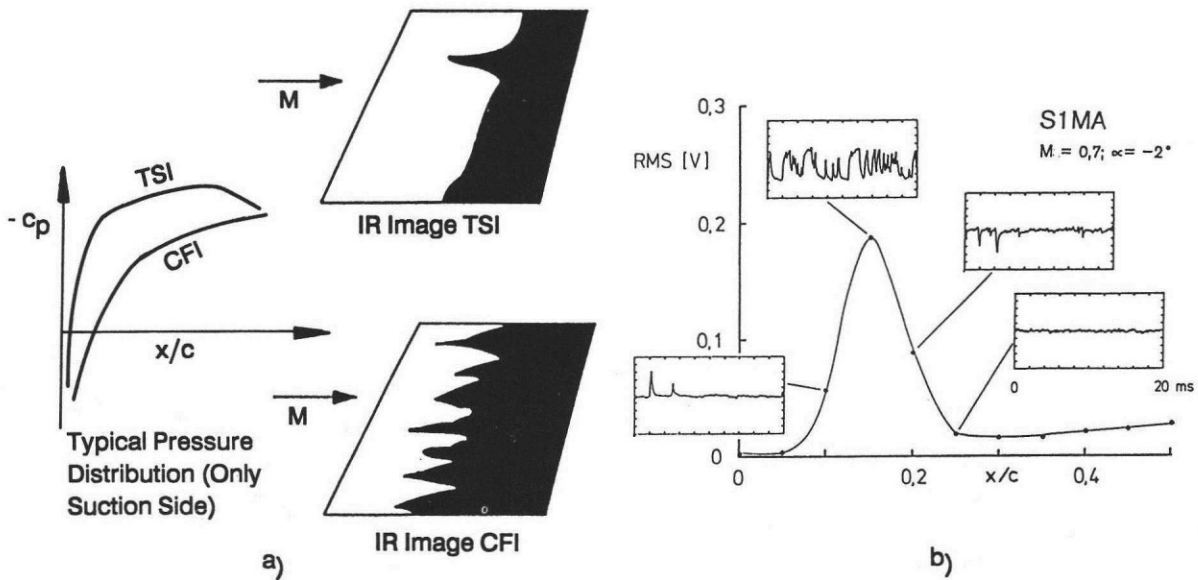 M
IR Image TSI
- cp
TSI
CFI
x/c
M
Typical Pressure
Distribution (Only
Suction Side)
IR Image CFI
a)
0,3
RMS [V]
0,2
0,1
0
S1MA
M = 0,7; ∝= -2°
0
20 ms
0
0,2
x/c
0,4
b)